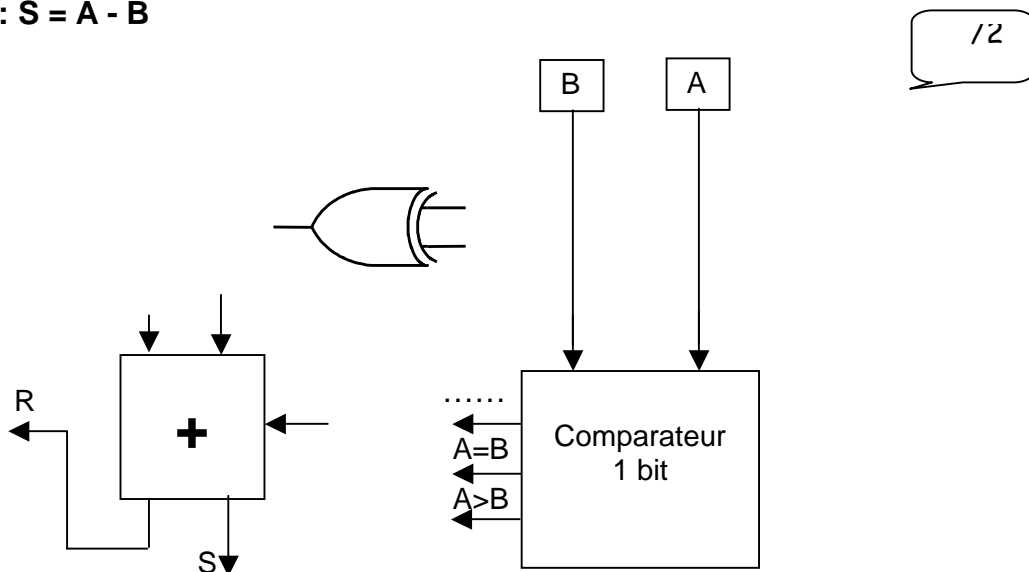 : S = A - B
/2
B
A
R
+
S
......
A=B
A>B
Comparateur
1 bit